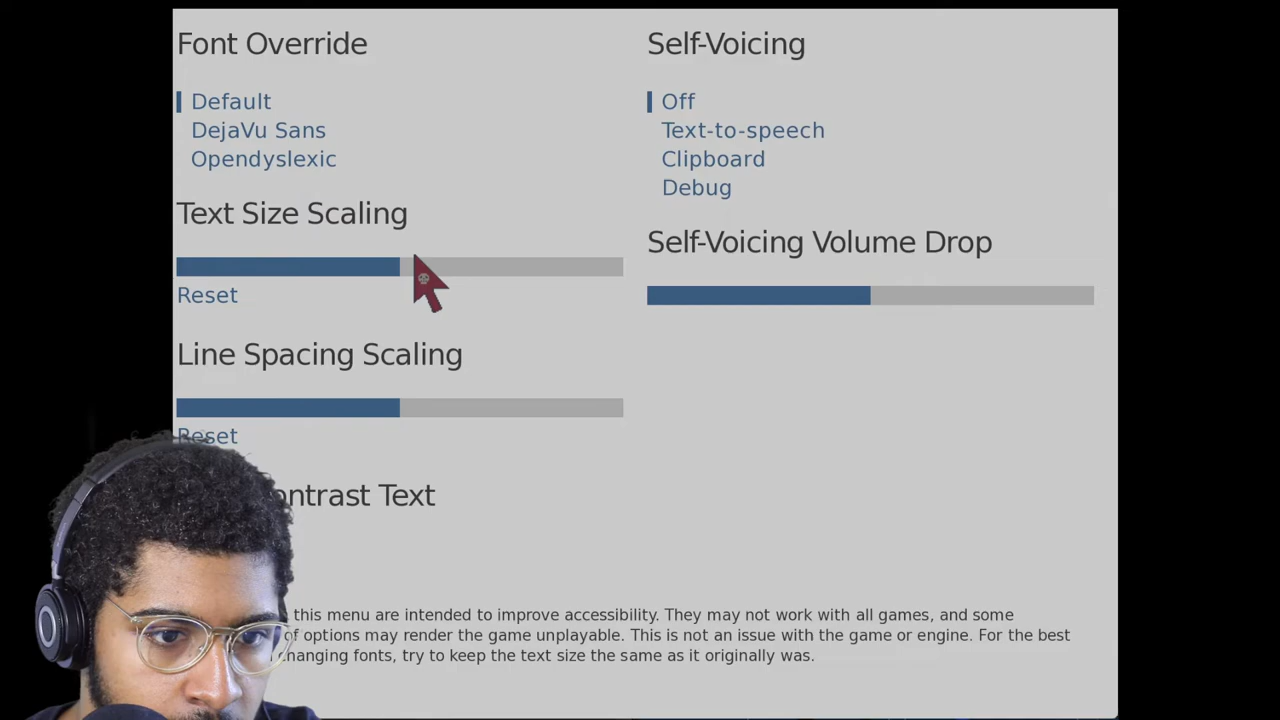 Font Override
Default
DejaVu Sans
Opendyslexic
Text Size Scaling
Reset
Line Spacing Scaling
Reset
Contrast Text
Self-Voicing
Off
Text-to-speech
Clipboard
Debug
Self-Voicing Volume Drop
this menu are intended to improve accessibility. They may not work with all games, and some
of options may render the game unplayable. This is not an issue with the game or engine. For the best
changing fonts, try to keep the text size the same as it originally was.